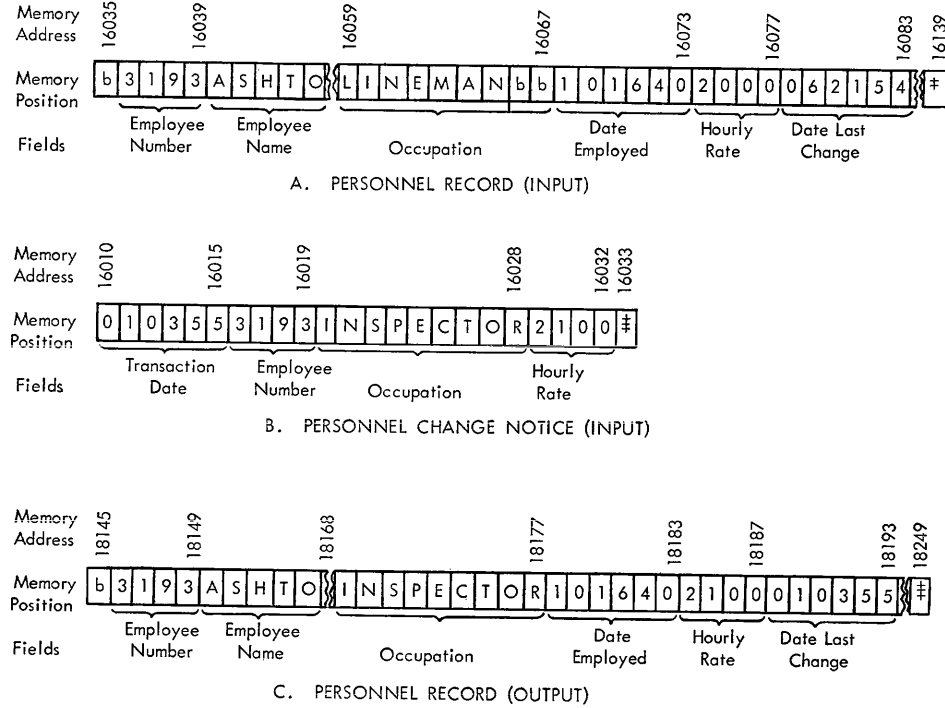 Memory Address 16035 16039 16059 16067 16073 16077 16083 16139
Memory Position b 3 1 9 3 A S H T O L I N E M A N b b 1 0 1 6 4 0 2 0 0 0 0 6 2 1 5 4 ‡
Fields Employee Number Employee Name Occupation Date Employed Hourly Rate Date Last Change
A. PERSONNEL RECORD (INPUT)
Memory Address 16010 16015 16019 16028 16032 16033
Memory Position 0 1 0 3 5 5 3 1 9 3 I N S P E C T O R 2 1 0 0 ‡
Fields Transaction Date Employee Number Occupation Hourly Rate
B. PERSONNEL CHANGE NOTICE (INPUT)
Memory Address 18145 18149 18168 18177 18183 18187 18193 18249
Memory Position b 3 1 9 3 A S H T O I N S P E C T O R 1 0 1 6 4 0 2 1 0 0 0 1 0 3 5 5 ‡
Fields Employee Number Employee Name Occupation Date Employed Hourly Rate Date Last Change
C. PERSONNEL RECORD (OUTPUT)